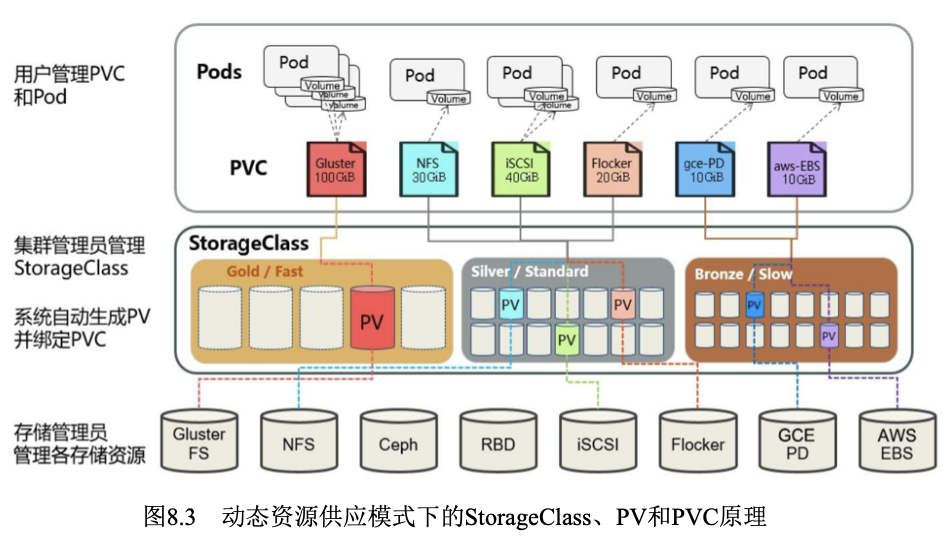 用户管理PVC
和Pod
Pods
Pod
Volume
Volume
Volume
Pod
Volume
Pod
Volume
Volume
Pod
Volume
Pod
Volume
Pod
Volume
PVC
Gluster
100GiB
NFS
30GiB
iSCSI
40GiB
Flocker
20GiB
gce-PD
10GiB
aws-EBS
10GiB
集群管理员管理
StorageClass
系统自动生成PV
并绑定PVC
StorageClass
Gold / Fast
PV
Silver / Standard
PV
PV
PV
Bronze / Slow
PV
PV
存储管理员
管理各存储资源
Gluster
FS
NFS
Ceph
RBD
iSCSI
Flocker
GCE
PD
AWS
EBS
图8.3 动态资源供应模式下的StorageClass、PV和PVC原理